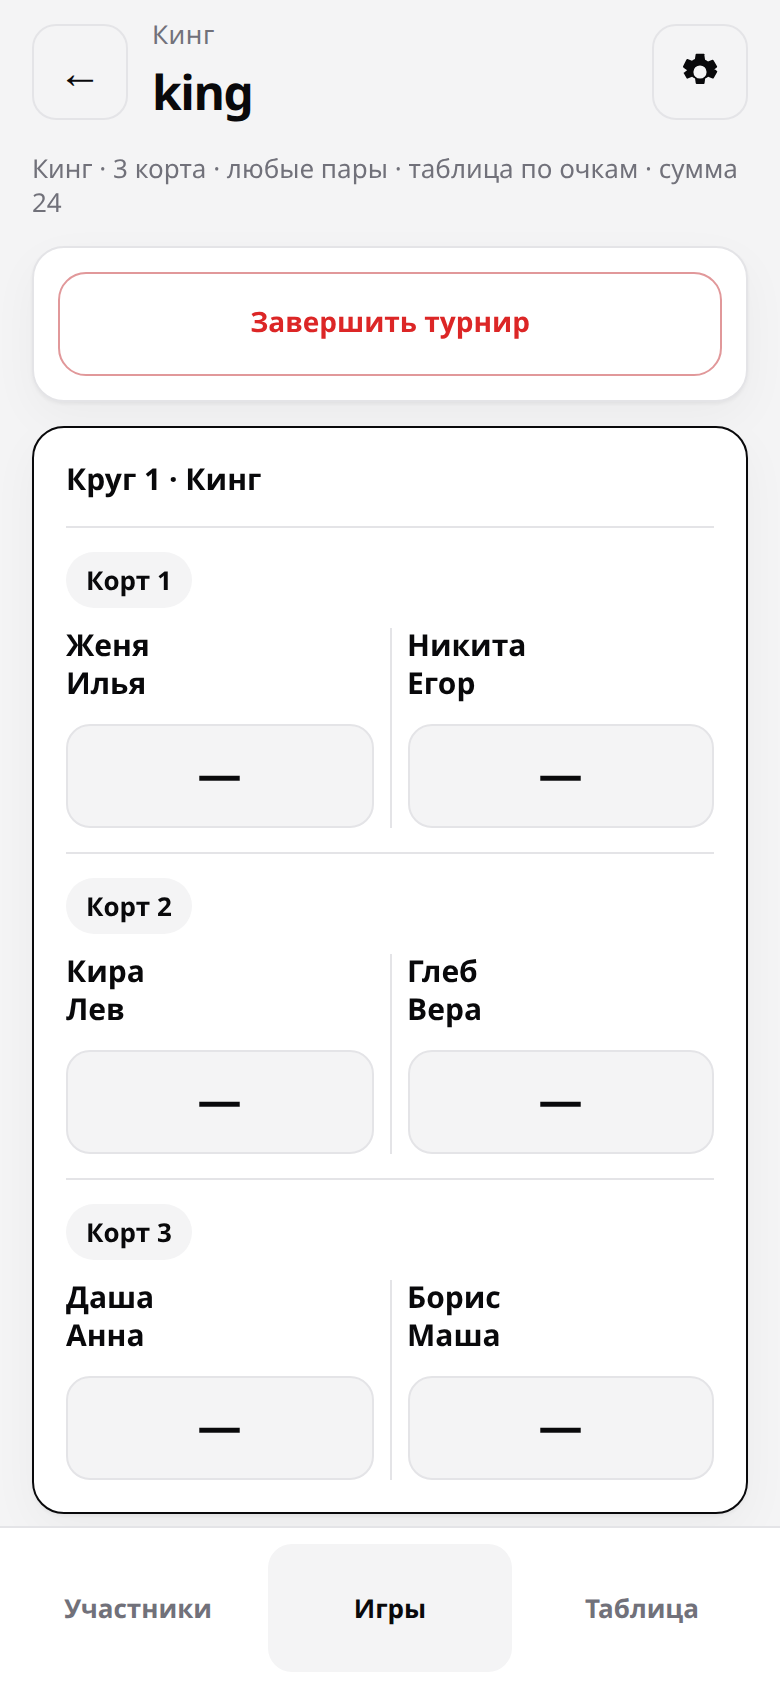 ←
Кинг
king
Кинг · 3 корта · любые пары · таблица по очкам · сумма
24
Завершить турнир
Круг 1 · Кинг
Корт 1
Женя
Илья
Никита
Егор
—
—
Корт 2
Кира
Лев
Глеб
Вера
—
—
Корт 3
Даша
Анна
Борис
Маша
—
—
Участники
Игры
Таблица